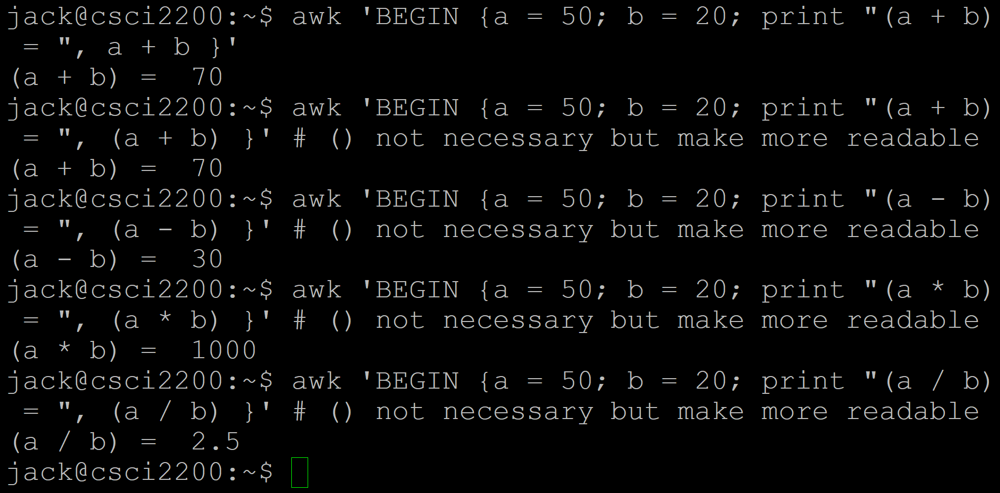 jack@csci2200:~$ awk 'BEGIN {a = 50; b = 20; print "(a + b)
 = ", a + b }'
(a + b) =  70
jack@csci2200:~$ awk 'BEGIN {a = 50; b = 20; print "(a + b)
 = ", (a + b) }' # () not necessary but make more readable
(a + b) =  70
jack@csci2200:~$ awk 'BEGIN {a = 50; b = 20; print "(a - b)
 = ", (a - b) }' # () not necessary but make more readable
(a - b) =  30
jack@csci2200:~$ awk 'BEGIN {a = 50; b = 20; print "(a * b)
 = ", (a * b) }' # () not necessary but make more readable
(a * b) =  1000
jack@csci2200:~$ awk 'BEGIN {a = 50; b = 20; print "(a / b)
 = ", (a / b) }' # () not necessary but make more readable
(a / b) =  2.5
jack@csci2200:~$